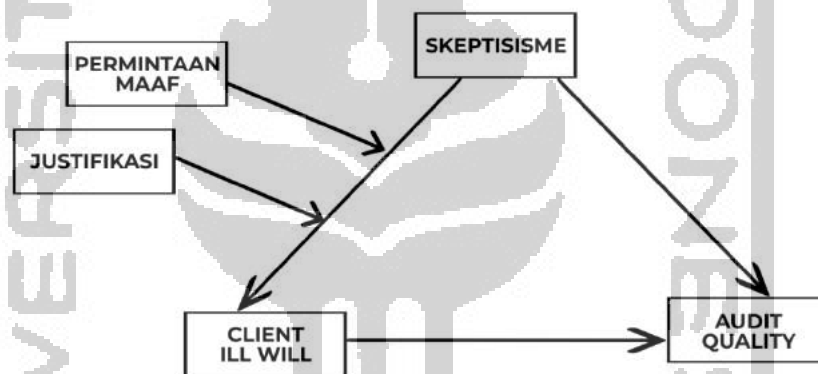 SKEPTISISME
PERMINTAAN
MAAF
JUSTIFIKASI
CLIENT
ILL WILL
AUDIT
QUALITY